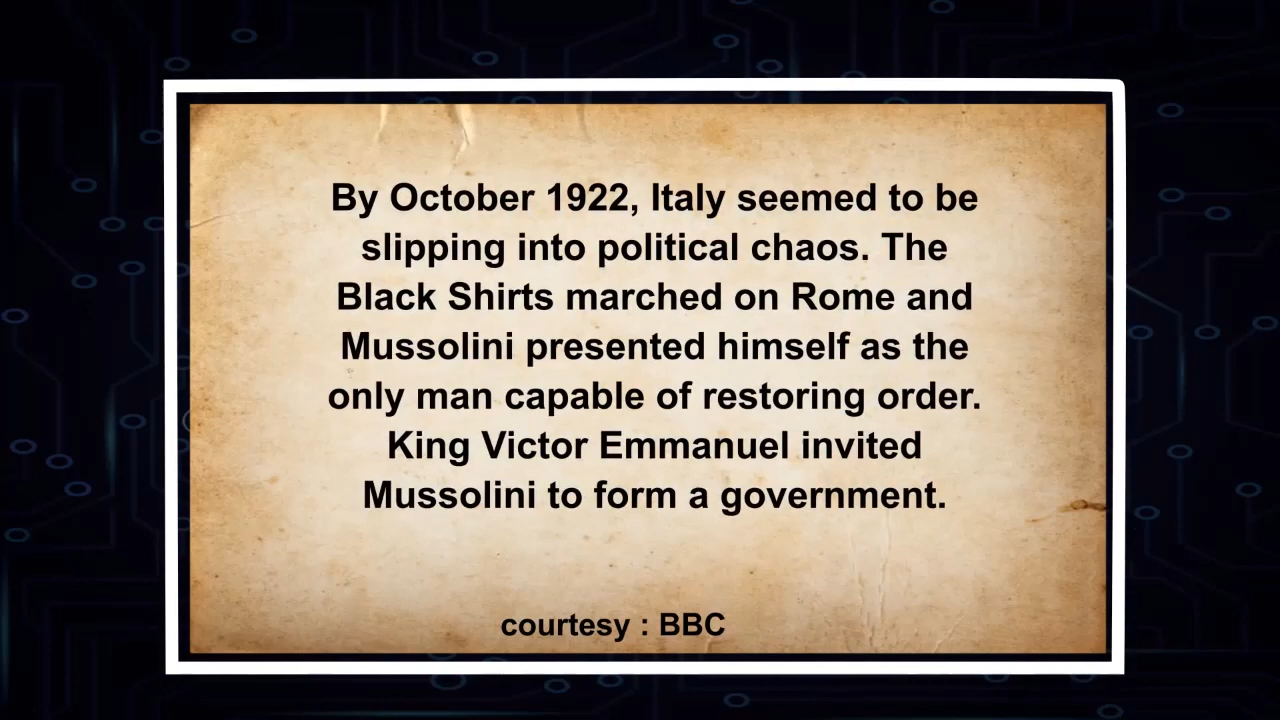 By October 1922, Italy seemed to be
slipping into political chaos. The
Black Shirts marched on Rome and
Mussolini presented himself as the
only man capable of restoring order.
King Victor Emmanuel invited
Mussolini to form a government.
courtesy : BBC